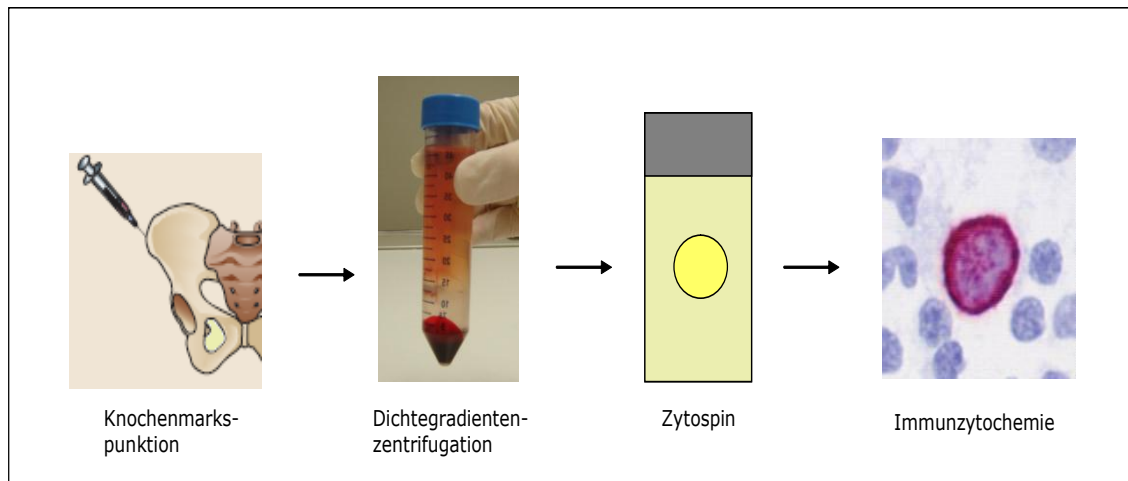 Knochenmarks-
punktion
Dichtegradienten-
zentrifugation
Zytospin
Immunzytochemie